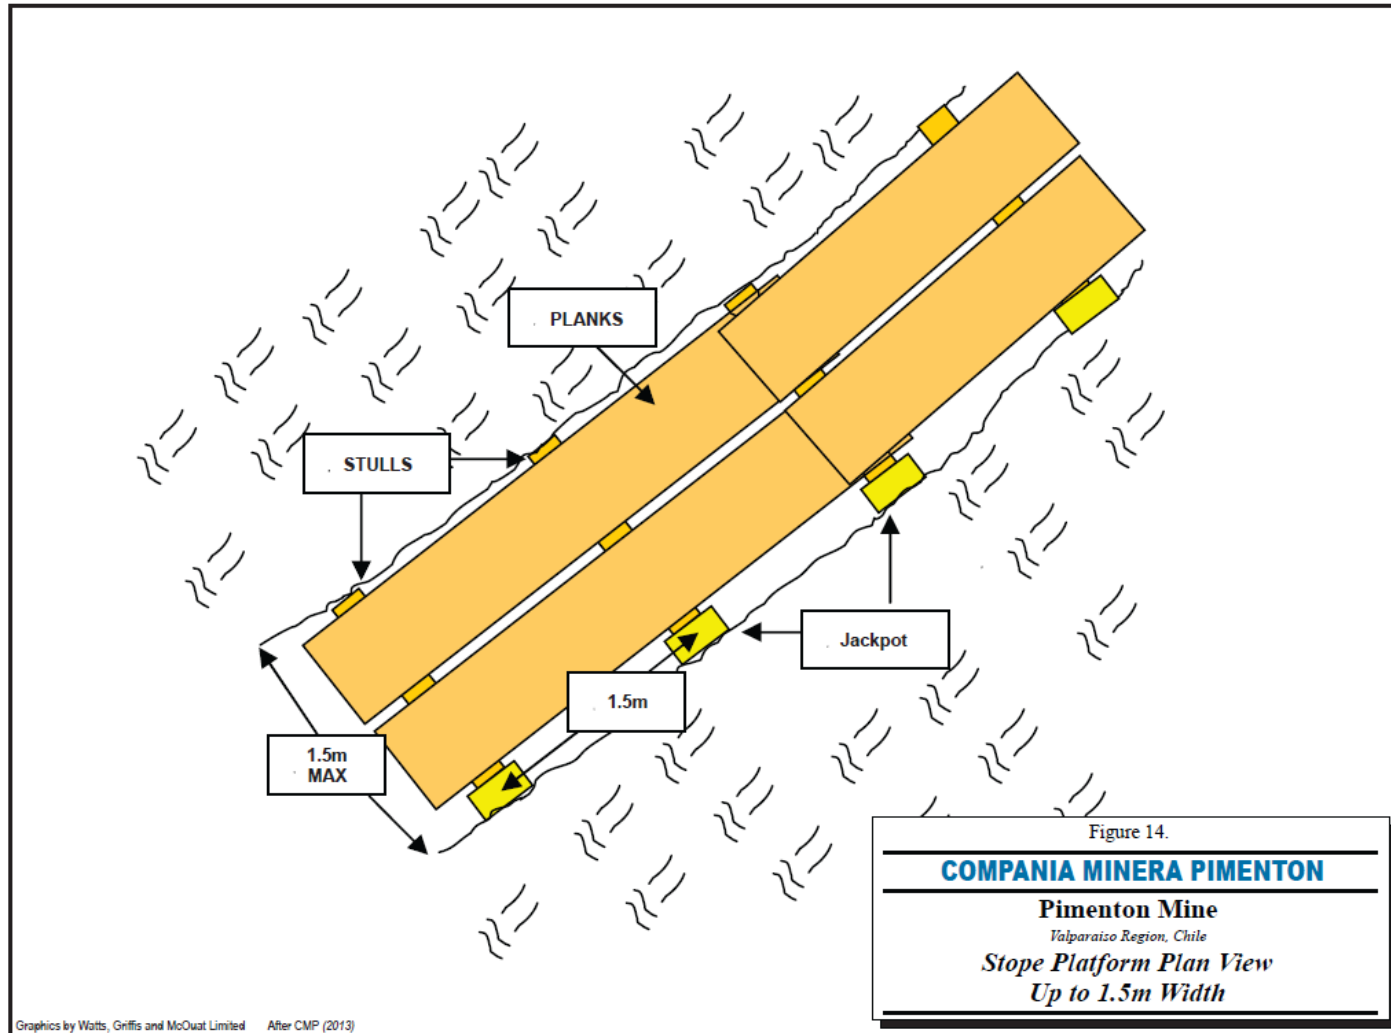 PLANKS
STULLS
Jackpot
1.5m
1.5m
MAX
Figure 14.
COMPANIA MINERA PIMENTON
Pimenton Mine
Valparaiso Region, Chile
Stope Platform Plan View
Up to 1.5m Width
Graphics by Watts, Griffis and McOuat Limited After CMP (2013)